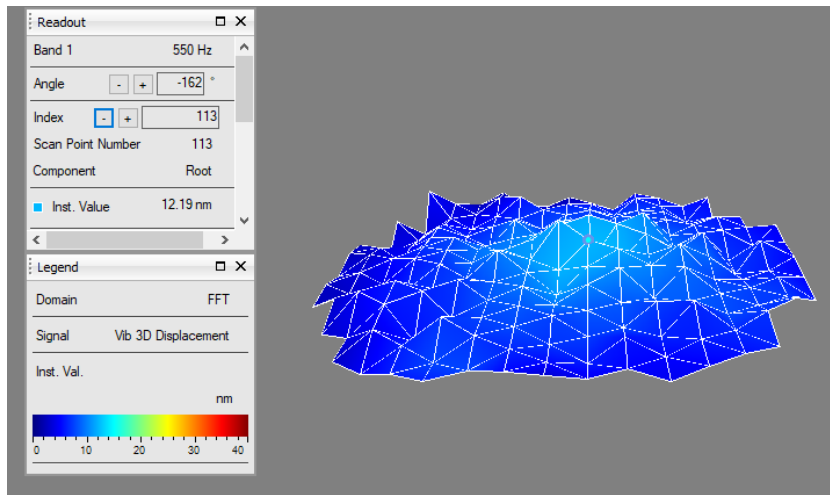 Readout
Band 1 550 Hz
Angle - + -162 °
Index - + 113
Scan Point Number 113
Component Root
Inst. Value 12.19 nm
Legend
Domain FFT
Signal Vib 3D Displacement
Inst. Val.
nm
0 10 20 30 40